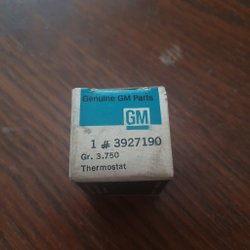 Genuine GM Parts
GM
1 # 3927190
Gr. 3.750
Thermostat